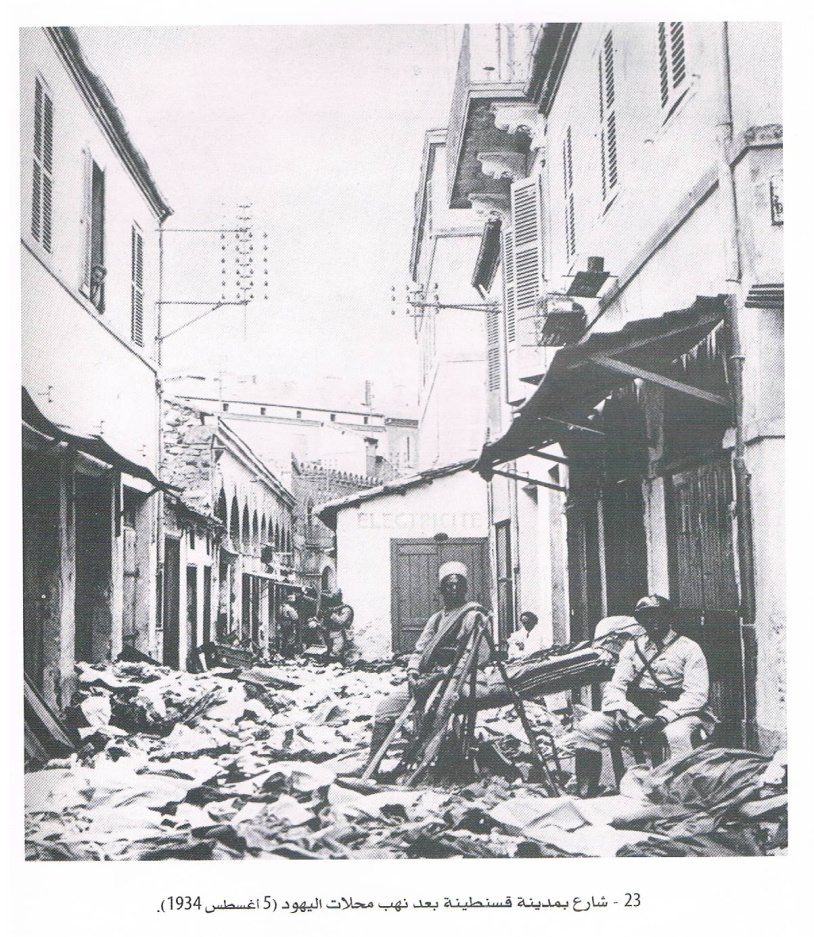 ELECTRICITE
23 - شارع بمدينة قسنطينة بعد نهب محلات اليهود (5 اغسطس 1934).